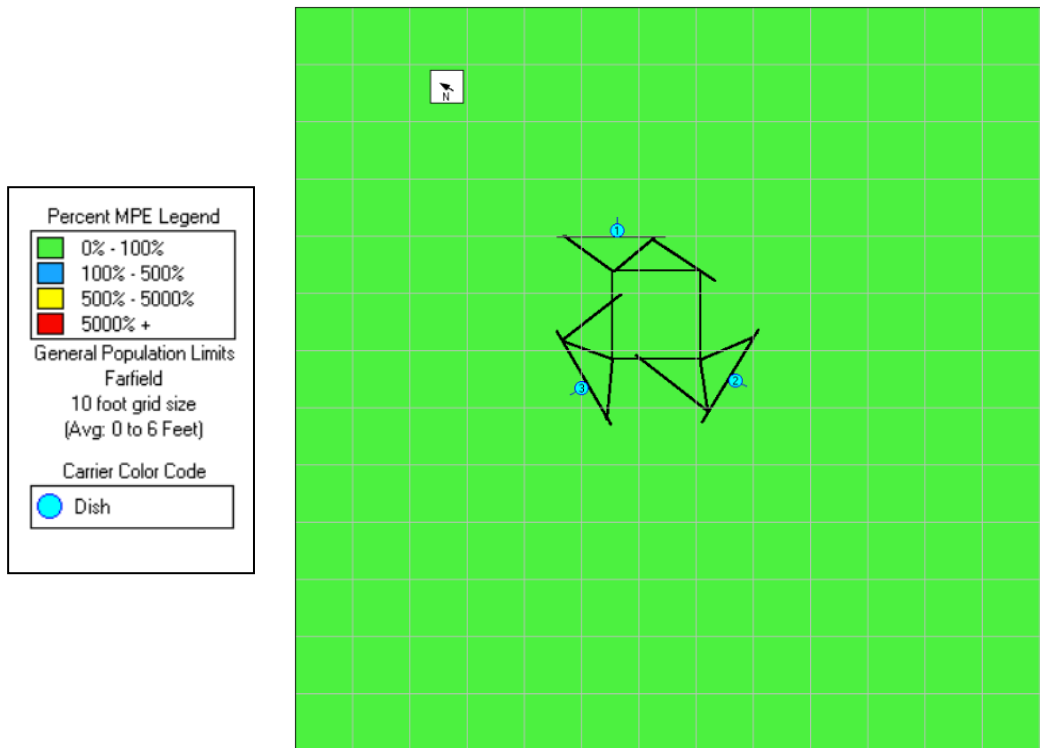 Percent MPE Legend
0% - 100%
100% - 500%
500% - 5000%
5000% +
General Population Limits
Farfield
10 foot grid size
(Avg: 0 to 6 Feet)
Carrier Color Code
Dish
N
1
2
3